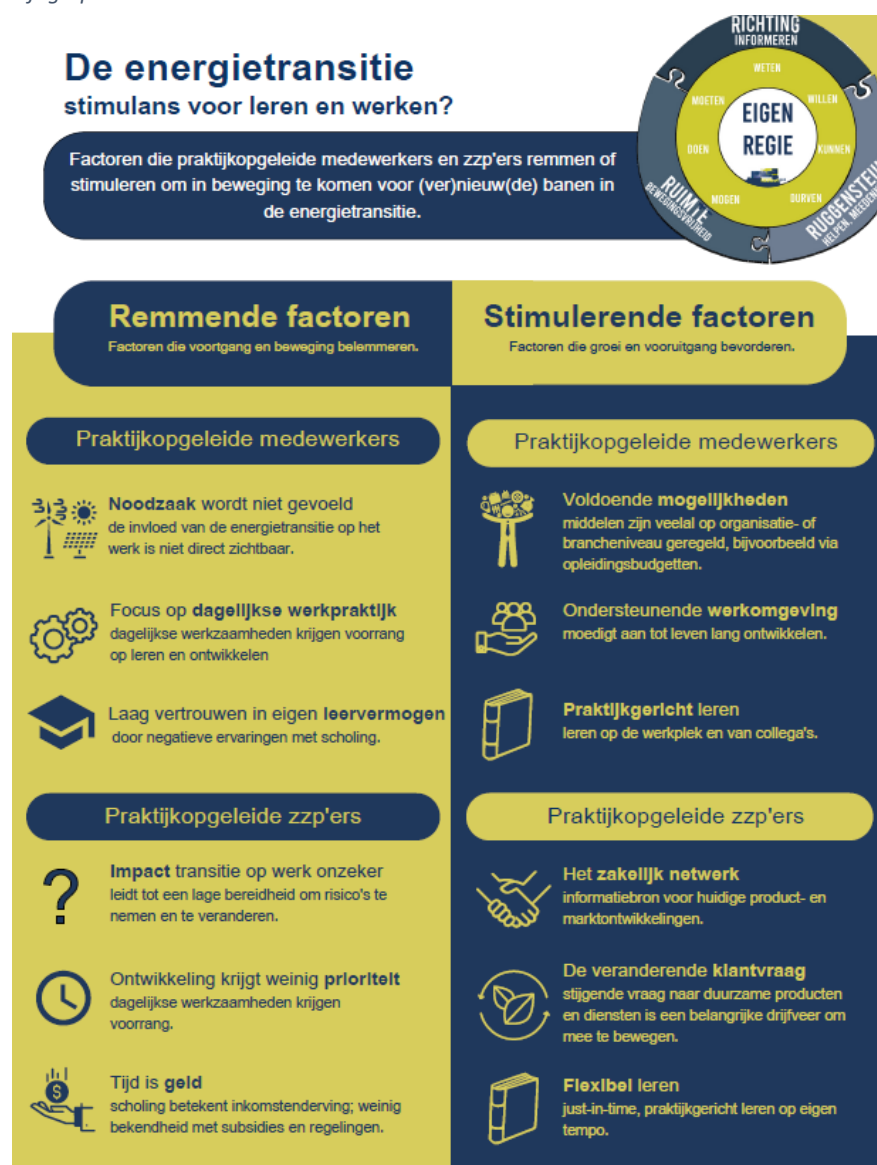 De energietransitie
stimulans voor leren en werken?
Factoren die praktijkopgeleide medewerkers en zzp'ers remmen of
stimuleren om in beweging te komen voor (ver)nieuw(de) banen in
de energietransitie.
RICHTING
INFORMEREN
WETEN
MOETEN
WILLEN
EIGEN
REGIE
DOEN
KUNNEN
MOGEN
DURVEN
RUIMTE
BEWEGINGSVRIJHEID
HELPEN,
Remmende factoren
Factoren die voortgang en beweging belemmeren.
Stimulerende factoren
Factoren die groei en vooruitgang bevorderen.
Praktijkopgeleide medewerkers
Noodzaak wordt niet gevoeld
de invloed van de energietransitie op het
werk is niet direct zichtbaar.
Focus op dagelijkse werkpraktijk
dagelijkse werkzaamheden krijgen voorrang
op leren en ontwikkelen
Laag vertrouwen in eigen leervermogen
door negatieve ervaringen met scholing.
Praktijkopgeleide zzp'ers
Impact transitie op werk onzeker
leidt tot een lage bereidheid om risico's te
nemen en te veranderen.
Ontwikkeling krijgt weinig prioriteit
dagelijkse werkzaamheden krijgen
voorrang.
Tijd is geld
scholing betekent inkomstenderving; weinig
bekendheid met subsidies en regelingen.
Praktijkopgeleide medewerkers
Voldoende mogelijkheden
middelen zijn veelal op organisatie- of
brancheniveau geregeld, bijvoorbeeld via
opleidingsbudgetten.
Ondersteunende werkomgeving
moedigt aan tot leven lang ontwikkelen.
Praktijkgericht leren
leren op de werkplek en van collega's.
Praktijkopgeleide zzp'ers
Het zakelijk netwerk
informatiebron voor huidige product- en
marktontwikkelingen.
De veranderende klantvraag
stijgende vraag naar duurzame producten
en diensten is een belangrijke drijfveer om
mee te bewegen.
Flexibel leren
just-in-time, praktijkgericht leren op eigen
tempo.